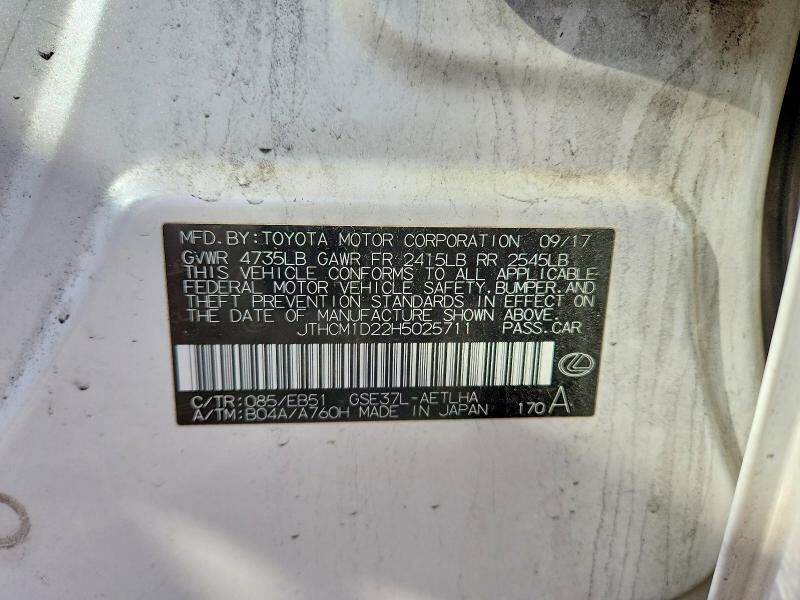 MFD. BY: TOYOTA MOTOR CORPORATION 09/17
GVWR 4735LB GAWR FR 2415LB RR 2545LB
THIS VEHICLE CONFORMS TO ALL APPLICABLE
FEDERAL MOTOR VEHICLE SAFETY, BUMPER, AND
THEFT PREVENTION STANDARDS IN EFFECT ON
THE DATE OF MANUFACTURE SHOWN ABOVE.
JTHCM1D22H5025711 PASS. CAR
C/TR: 085/EB51 GSE37L-AETLHA
A/TM: B04A/A760H MADE IN JAPAN 170 A